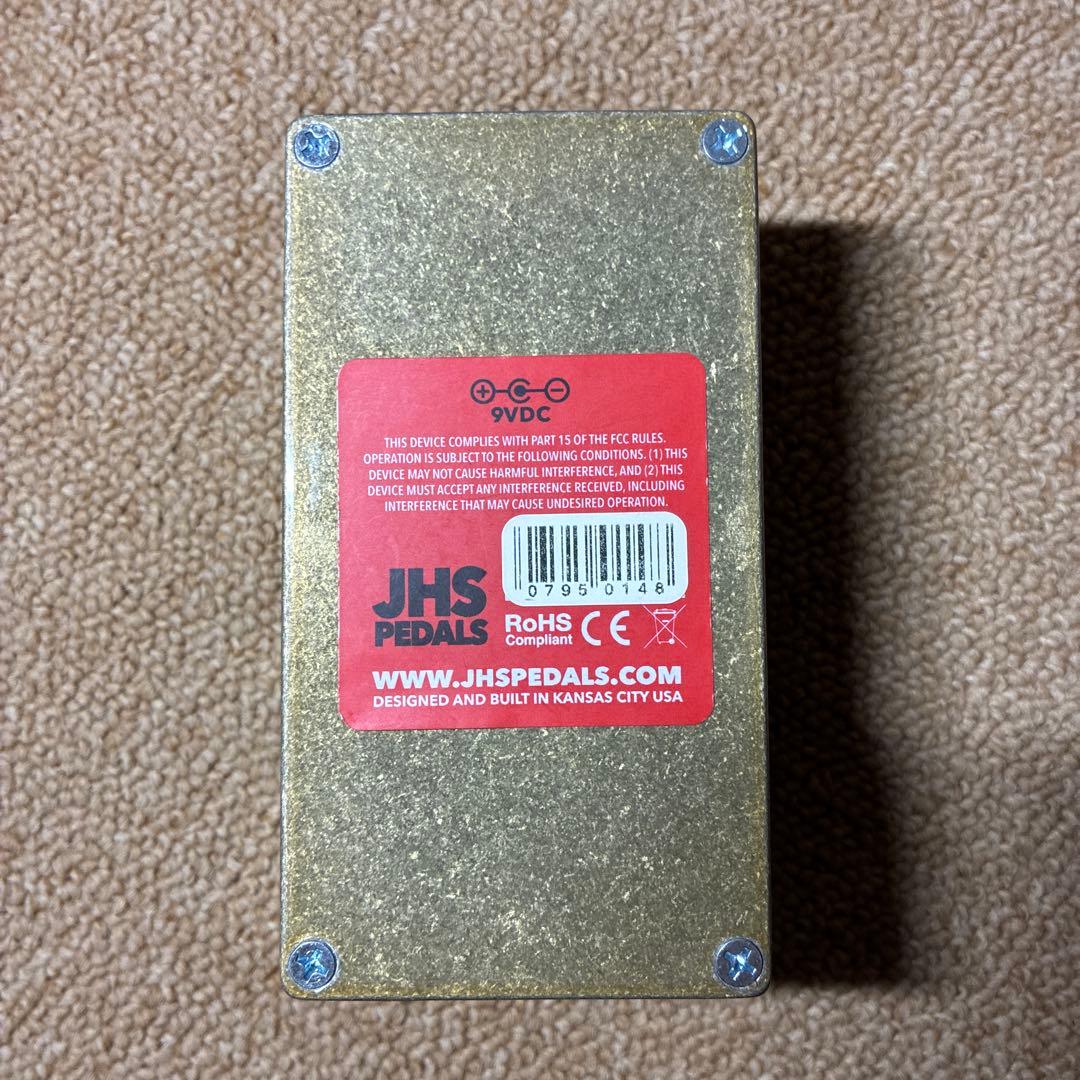 9VDC
THIS DEVICE COMPLIES WITH PART 15 OF THE FCC RULES.
OPERATION IS SUBJECT TO THE FOLLOWING CONDITIONS. (1) THIS
DEVICE MAY NOT CAUSE HARMFUL INTERFERENCE, AND (2) THIS
DEVICE MUST ACCEPT ANY INTERFERENCE RECEIVED, INCLUDING
INTERFERENCE THAT MAY CAUSE UNDESIRED OPERATION.
0795 0148
JHS
PEDALS
RoHS
Compliant
CE
WWW.JHSPEDALS.COM
DESIGNED AND BUILT IN KANSAS CITY USA